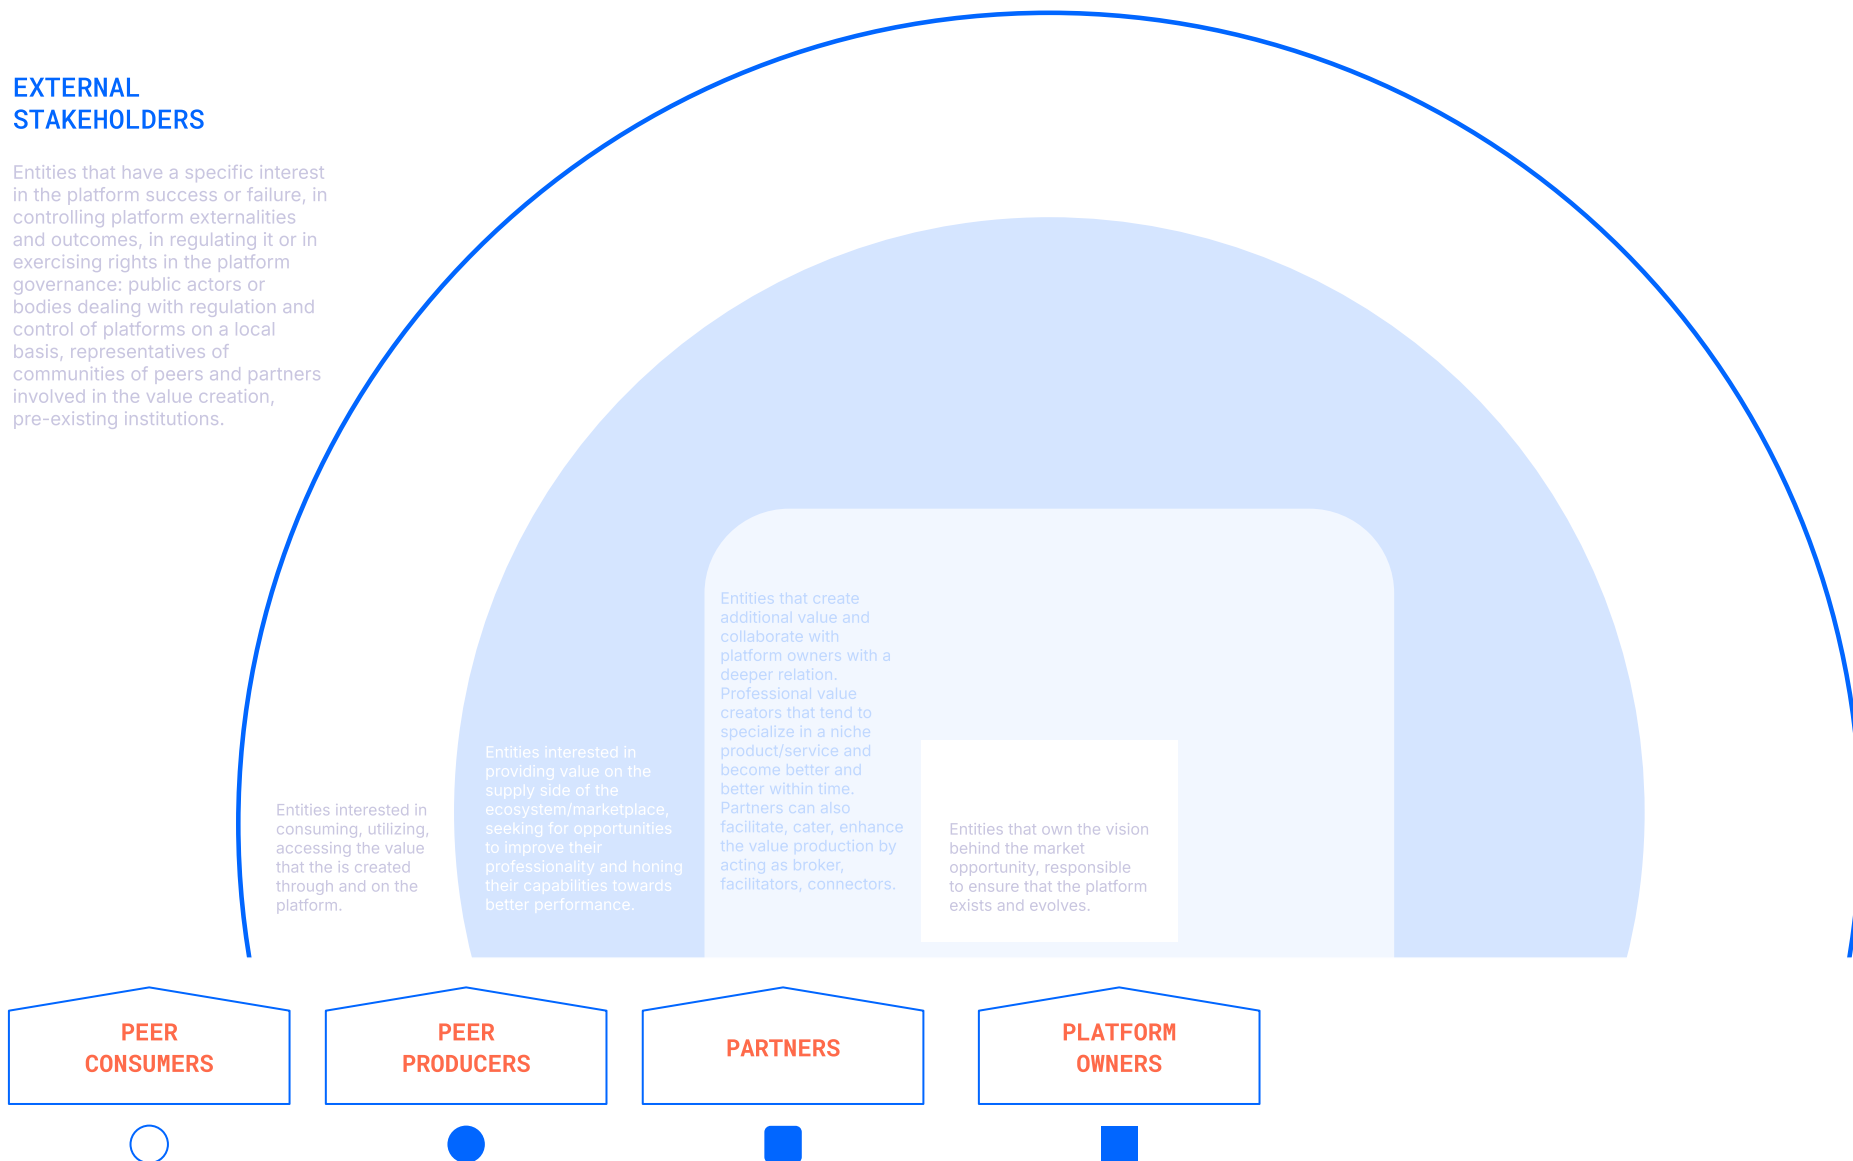 EXTERNAL
STAKEHOLDERS
Entities that have a specific interest
in the platform success or failure, in
controlling platform externalities
and outcomes, in regulating it or in
exercising rights in the platform
governance: public actors or
bodies dealing with regulation and
control of platforms on a local
basis, representatives of
communities of peers and partners
involved in the value creation,
pre-existing institutions.
Entities interested in
consuming, utilizing,
accessing the value
that the is created
through and on the
platform.
Entities interested in
providing value on the
supply side of the
ecosystem/marketplace,
seeking for opportunities
to improve their
professionality and honing
their capabilities towards
better performance.
Entities that create
additional value and
collaborate with
platform owners with a
deeper relation.
Professional value
creators that tend to
specialize in a niche
product/service and
become better and
better within time.
Partners can also
facilitate, cater, enhance
the value production by
acting as broker,
facilitators, connectors.
Entities that own the vision
behind the market
opportunity, responsible
to ensure that the platform
exists and evolves.
PEER
CONSUMERS
PEER
PRODUCERS
PARTNERS
PLATFORM
OWNERS